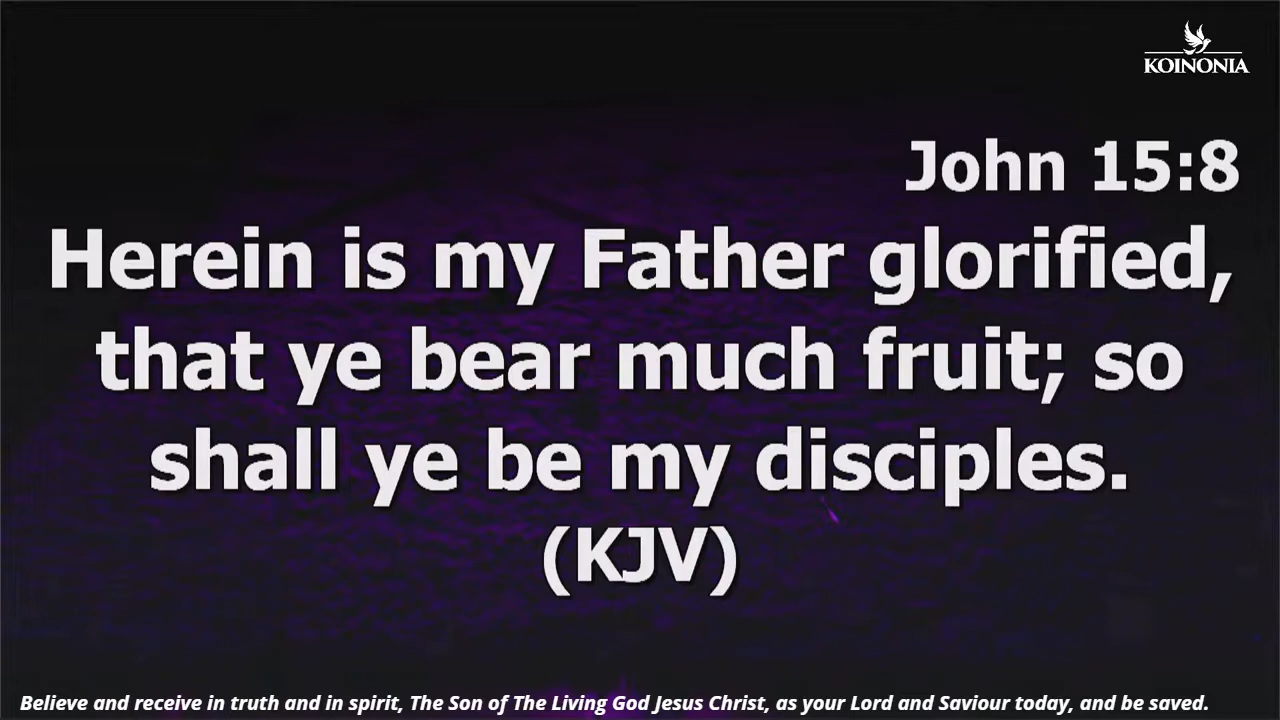 KOINONIA
John 15:8
Herein is my Father glorified,
that ye bear much fruit; so
shall ye be my disciples.
(KJV)
Believe and receive in truth and in spirit, The Son of The Living God Jesus Christ, as your Lord and Saviour today, and be saved.